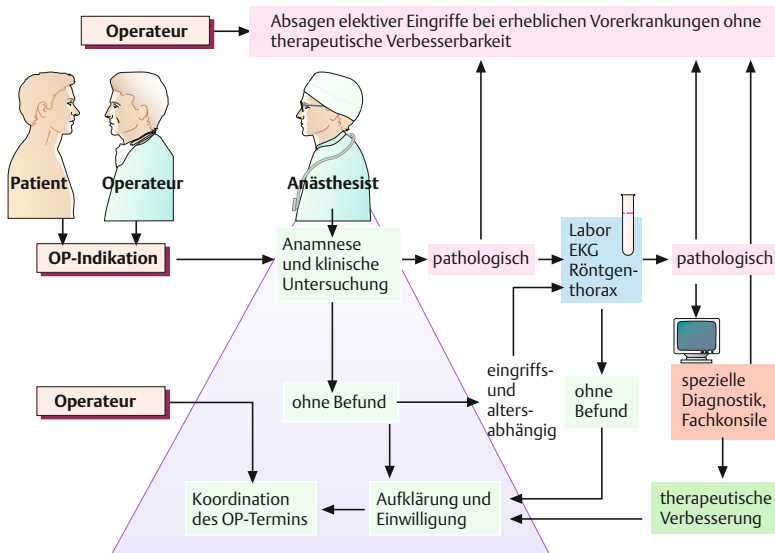 Operateur
Absagen elektiver Eingriffe bei erheblichen Vorerkrankungen ohne
therapeutische Verbesserbarkeit
Patient
Operateur
Anästhesist
OP-Indikation
Anamnese
und klinische
Untersuchung
pathologisch
Labor
EKG
Röntgen-
thorax
pathologisch
Operateur
ohne Befund
eingriffs-
und
alters-
abhängig
ohne
Befund
spezielle
Diagnostik,
Fachkonsile
Koordination
des OP-Termins
Aufklärung und
Einwilligung
therapeutische
Verbesserung